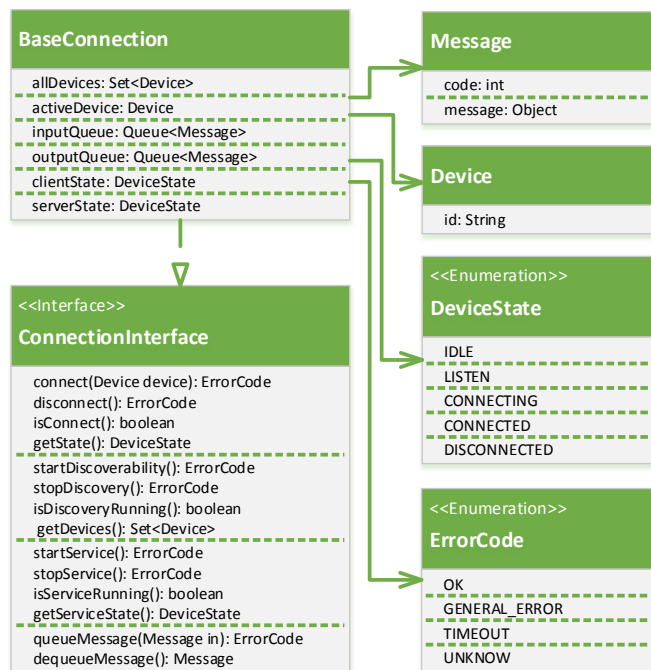 BaseConnection
allDevices: Set<Device>
activeDevice: Device
inputQueue: Queue<Message>
outputQueue: Queue<Message>
clientState: DeviceState
serverState: DeviceState
<<Interface>>
ConnectionInterface
connect(Device device): ErrorCode
disconnect(): ErrorCode
isConnect(): boolean
getState(): DeviceState
startDiscoverability(): ErrorCode
stopDiscovery(): ErrorCode
isDiscoveryRunning(): boolean
getDevices(): Set<Device>
startService(): ErrorCode
stopService(): ErrorCode
isServiceRunning(): boolean
getServiceState(): DeviceState
queueMessage(Message in): ErrorCode
dequeueMessage(): Message
Message
code: int
message: Object
Device
id: String
<<Enumeration>>
DeviceState
IDLE
LISTEN
CONNECTING
CONNECTED
DISCONNECTED
<<Enumeration>>
ErrorCode
OK
GENERAL_ERROR
TIMEOUT
UNKNOW